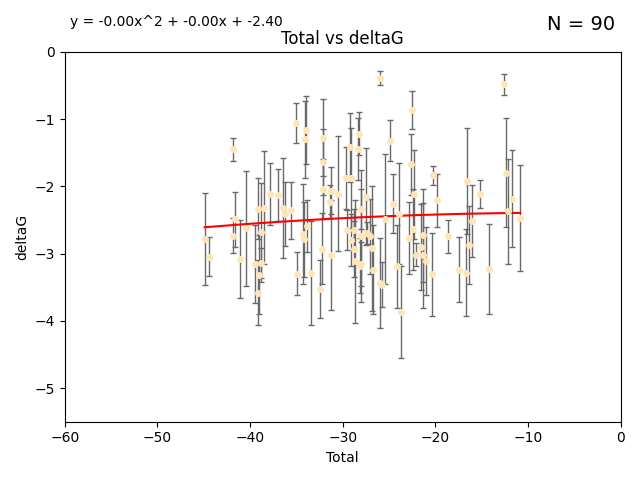 y = -0.00x^2 + -0.00x + -2.40
N = 90
Total vs deltaG
0
−1
−2
−3
−4
−5
deltaG
−60
−50
−40
−30
−20
−10
0
Total